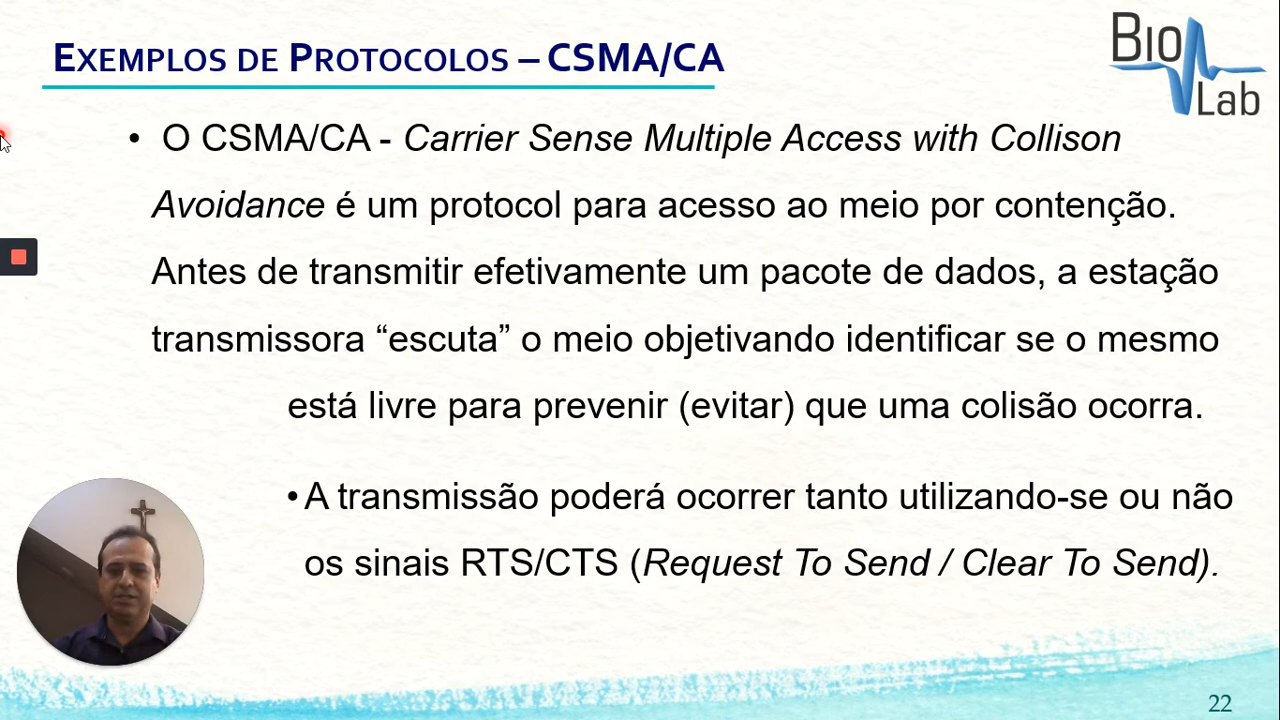 EXEMPLOS DE PROTOCOLOS – CSMA/CA
Bio
Lab
• O CSMA/CA - Carrier Sense Multiple Access with Collison
Avoidance é um protocol para acesso ao meio por contenção.
Antes de transmitir efetivamente um pacote de dados, a estação
transmissora “escuta” o meio objetivando identificar se o mesmo
está livre para prevenir (evitar) que uma colisão ocorra.
• A transmissão poderá ocorrer tanto utilizando-se ou não
os sinais RTS/CTS (Request To Send / Clear To Send).
22